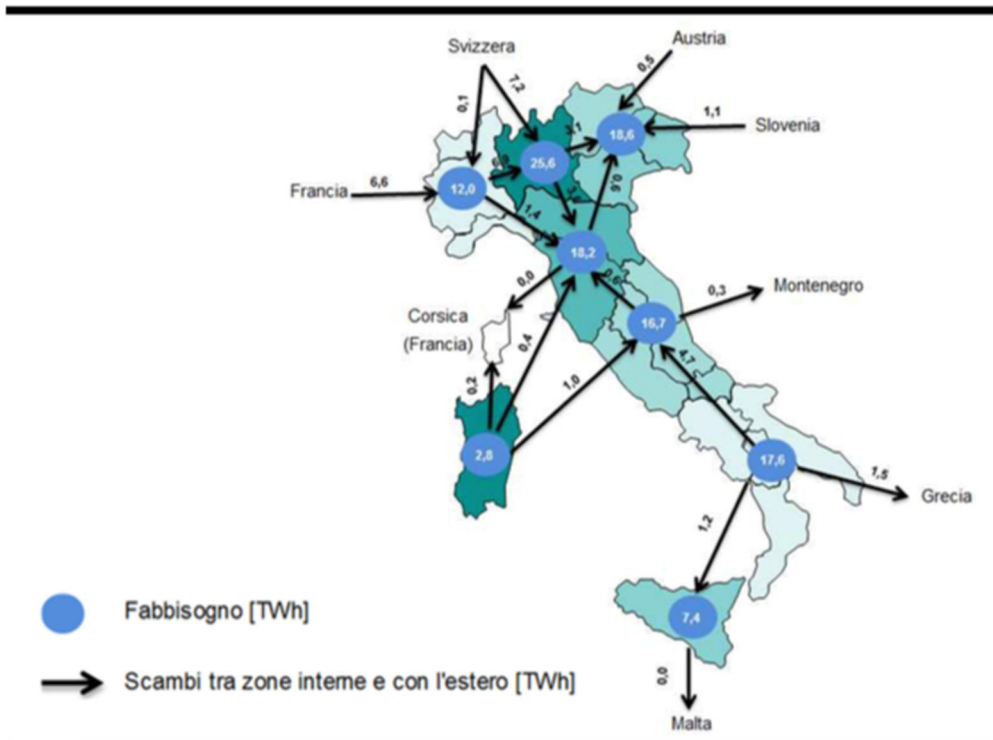 Svizzera
Austria
0,5
7,2
0,1
1,1
Slovenia
3,1
18,6
25,6
Francia
6,6
12,0
1,4
18,2
0,0
0,6
Montenegro
0,3
Corsica
(Francia)
16,7
0,4
4,7
0,2
1,0
2,8
17,6
1,5
Grecia
1,2
Fabbisogno [TWh]
7,4
Scambi tra zone interne e con l'estero [TWh]
0,0
Malta